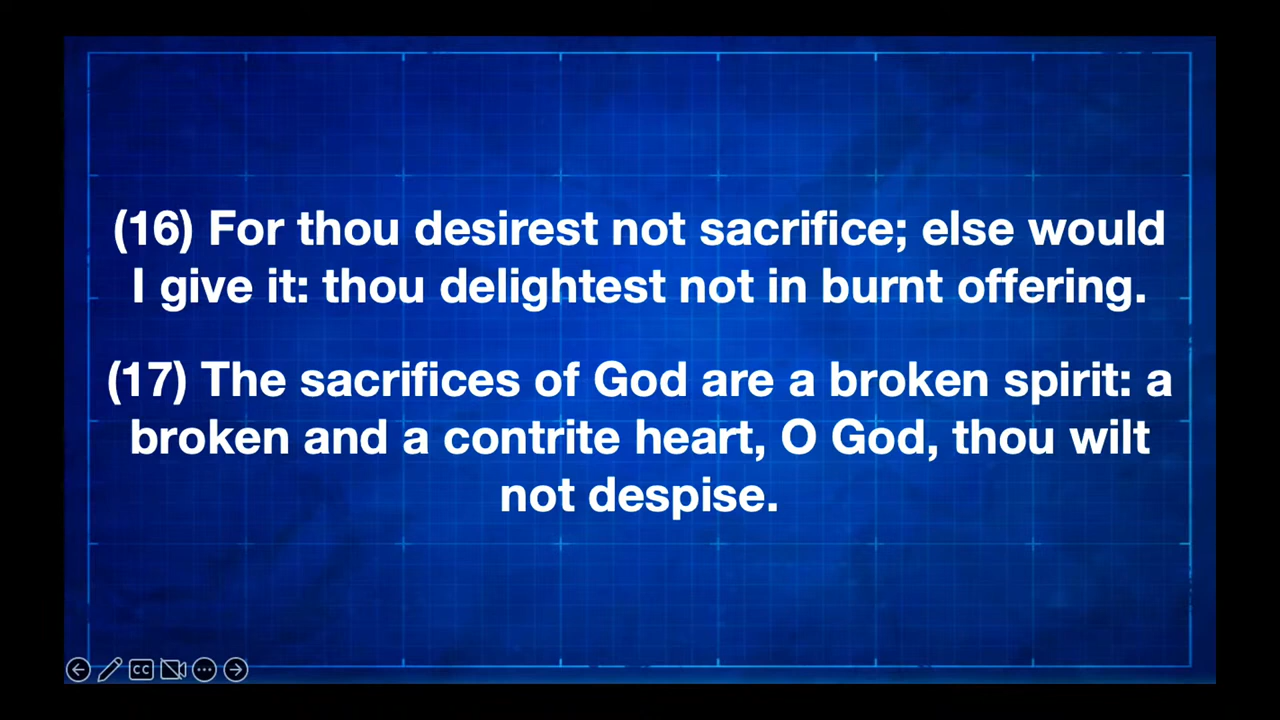 (16) For thou desirest not sacrifice; else would
I give it: thou delightest not in burnt offering.
(17) The sacrifices of God are a broken spirit: a
broken and a contrite heart, O God, thou wilt
not despise.
CC